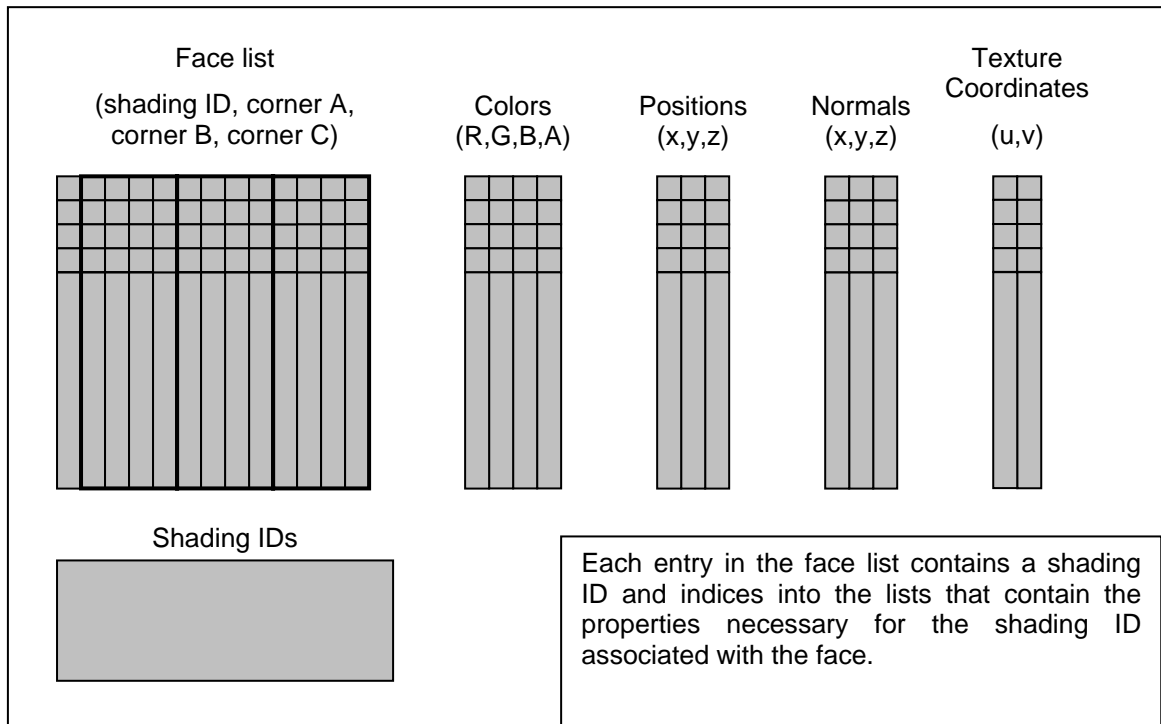 Face list
(shading ID, corner A,
corner B, corner C)
Colors
(R,G,B,A)
Positions
(x,y,z)
Normals
(x,y,z)
Texture
Coordinates
(u,v)
Shading IDs
Each entry in the face list contains a shading
ID and indices into the lists that contain the
properties necessary for the shading ID
associated with the face.